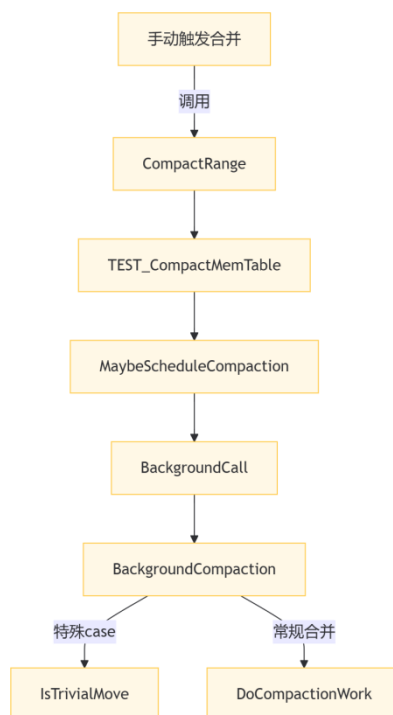 手动触发合并
调用
CompactRange
TEST_CompactMemTable
MaybeScheduleCompaction
BackgroundCall
BackgroundCompaction
特殊case
常规合并
IsTrivialMove
DoCompactionWork